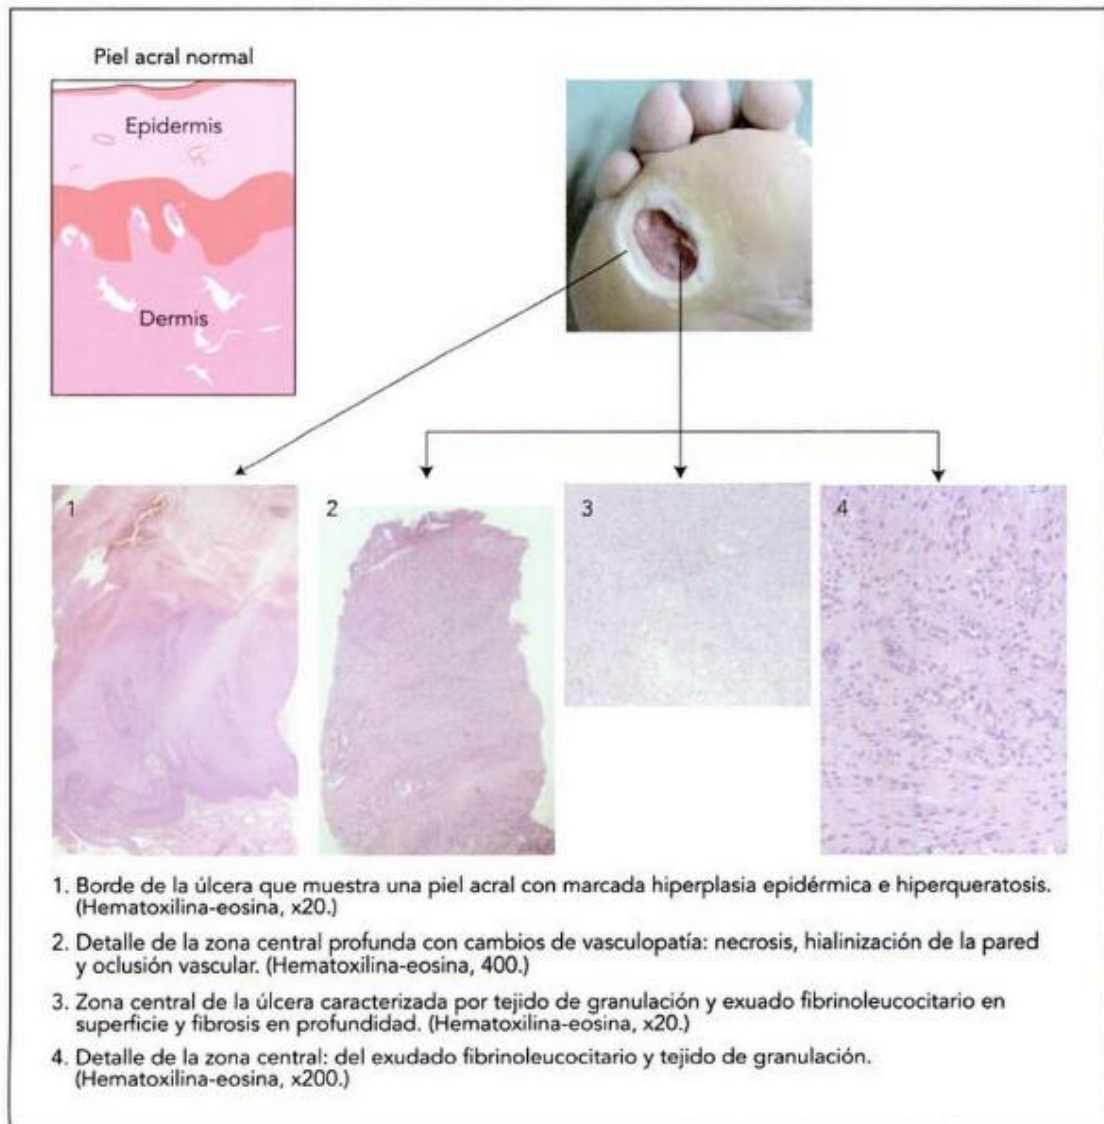 Piel acral normal
Epidermis
Dermis
1
2
3
4
1. Borde de la úlcera que muestra una piel acral con marcada hiperplasia epidérmica e hiperqueratosis.
(Hematoxilina-eosina, x20.)
2. Detalle de la zona central profunda con cambios de vasculopatía: necrosis, hialinización de la pared
y oclusión vascular. (Hematoxilina-eosina, 400.)
3. Zona central de la úlcera caracterizada por tejido de granulación y exuado fibrinoleucocitario en
superficie y fibrosis en profundidad. (Hematoxilina-eosina, x20.)
4. Detalle de la zona central: del exudado fibrinoleucocitario y tejido de granulación.
(Hematoxilina-eosina, x200.)